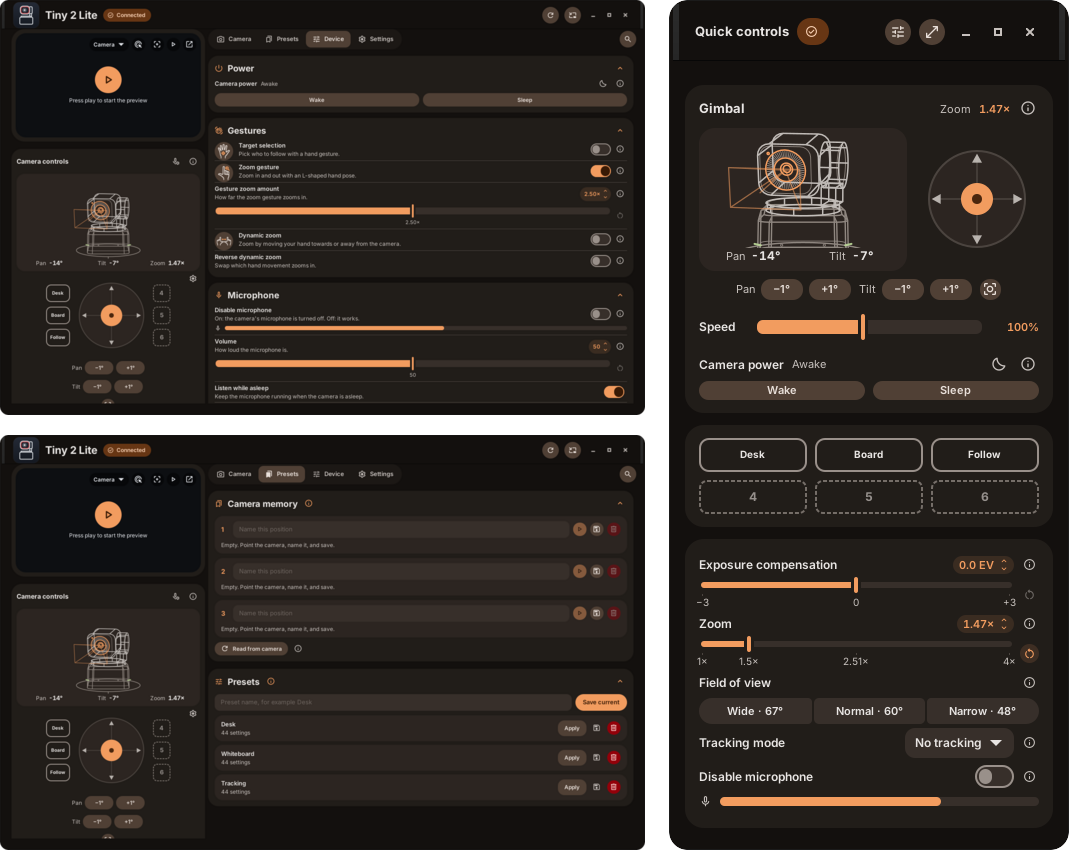 Tiny 2 Lite
Connected
Camera
Press play to start the preview
Camera controls
Pan -14°
Tilt -7°
Zoom 1.47×
Desk
4
Board
5
Follow
6
Pan −1° +1°
Tilt −1° +1°
Camera
Presets
Device
Settings
Power
Camera power Awake
Wake
Sleep
Gestures
Target selection
Pick who to follow with a hand gesture.
Zoom gesture
Zoom in and out with an L-shaped hand pose.
Gesture zoom amount
2.50×
How far the zoom gesture zooms in.
2.50×
Dynamic zoom
Zoom by moving your hand towards or away from the camera.
Reverse dynamic zoom
Swap which hand movement zooms in.
Microphone
Disable microphone
On: the camera's microphone is turned off. Off: it works.
Volume
50
How loud the microphone is.
50
Listen while asleep
Keep the microphone running when the camera is asleep.
Tiny 2 Lite
Connected
Camera
Press play to start the preview
Camera controls
Pan -14°
Tilt -7°
Zoom 1.47×
Desk
4
Board
5
Follow
6
Pan −1° +1°
Tilt −1° +1°
Camera
Presets
Device
Settings
Camera memory
1 Name this position
Empty. Point the camera, name it, and save.
2 Name this position
Empty. Point the camera, name it, and save.
3 Name this position
Empty. Point the camera, name it, and save.
Read from camera
Presets
Preset name, for example Desk
Save current
Desk
44 settings
Apply
Whiteboard
44 settings
Apply
Tracking
44 settings
Apply
Quick controls
Gimbal
Zoom 1.47×
Pan -14°
Tilt -7°
Pan −1° +1° Tilt −1° +1°
Speed
100%
Camera power Awake
Wake
Sleep
Desk
Board
Follow
4
5
6
Exposure compensation
0.0 EV
−3 0 +3
Zoom
1.47×
1× 1.5× 2.51× 4×
Field of view
Wide · 67°
Normal · 60°
Narrow · 48°
Tracking mode
No tracking
Disable microphone